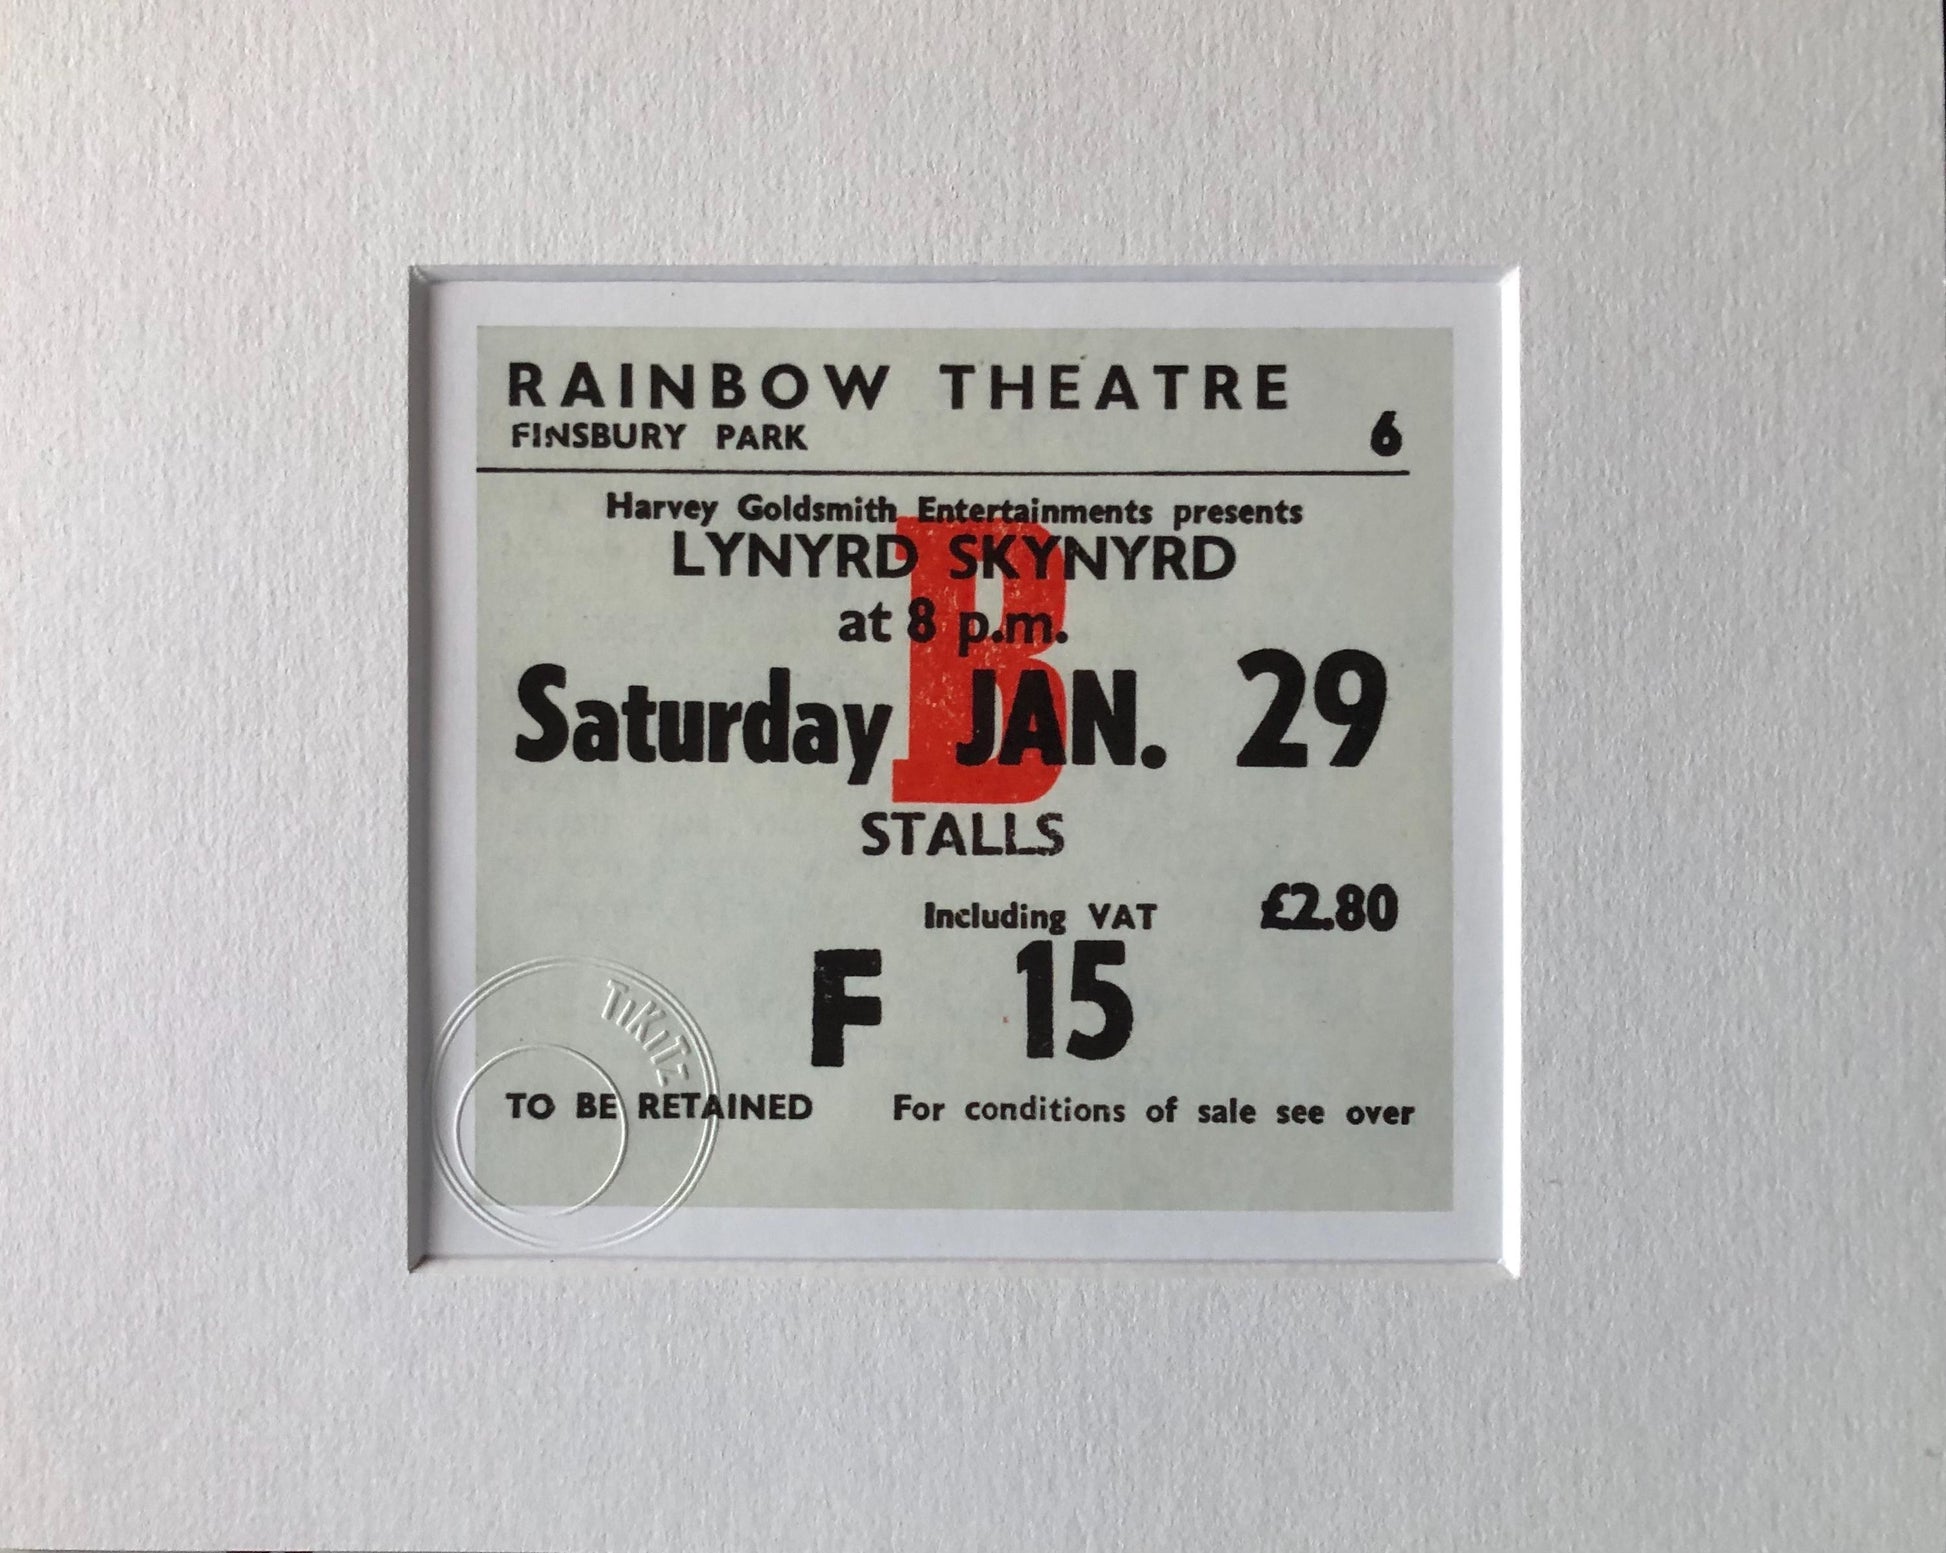 RAINBOW THEATRE
FINSBURY PARK 6
Harvey Goldsmith Entertainments presents
LYNYRD SKYNYRD
at 8 p.m.
B
Saturday JAN. 29
STALLS
Including VAT £2.80
F 15
TIKITZ
TO BE RETAINED For conditions of sale see over